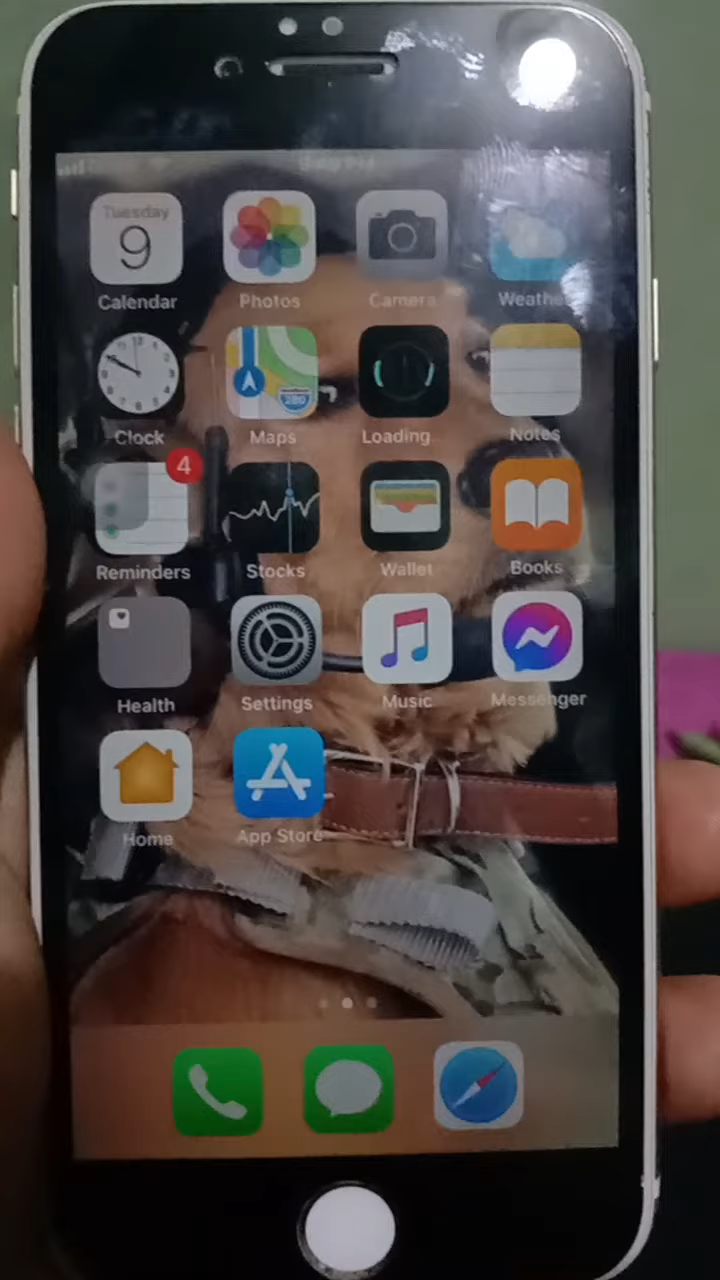 Tuesday
9
Calendar
Photos
Camera
Weather
Clock
280
Maps
Loading...
Notes
4
Reminders
Stocks
Wallet
Books
Health
Settings
Music
Messenger
Home
App Store